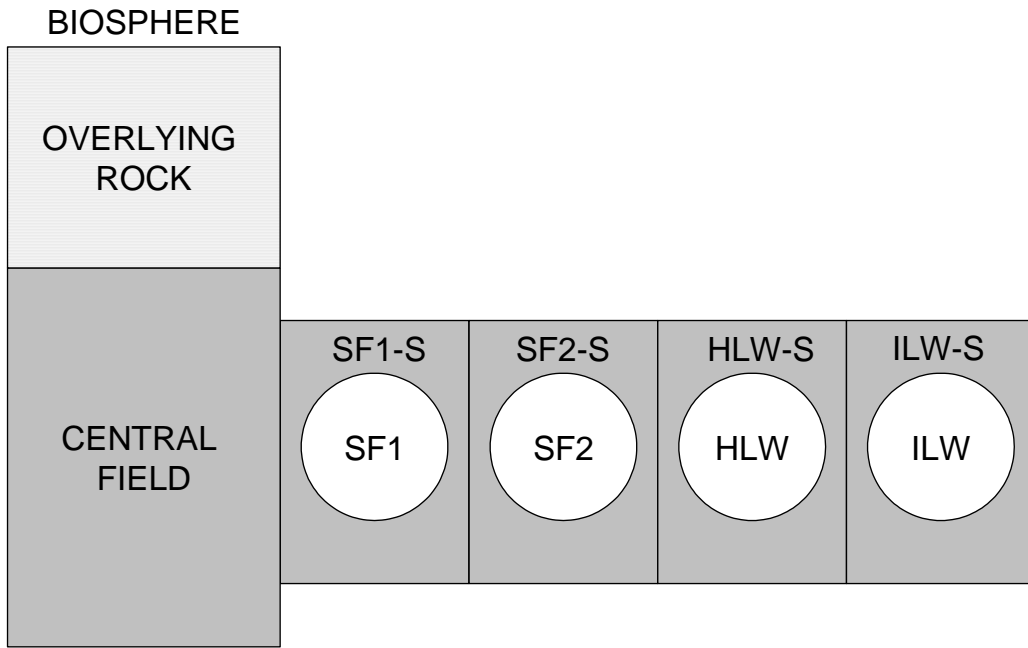 BIOSPHERE
OVERLYING
ROCK
SF1-S
SF2-S
HLW-S
ILW-S
CENTRAL
FIELD
SF1
SF2
HLW
ILW